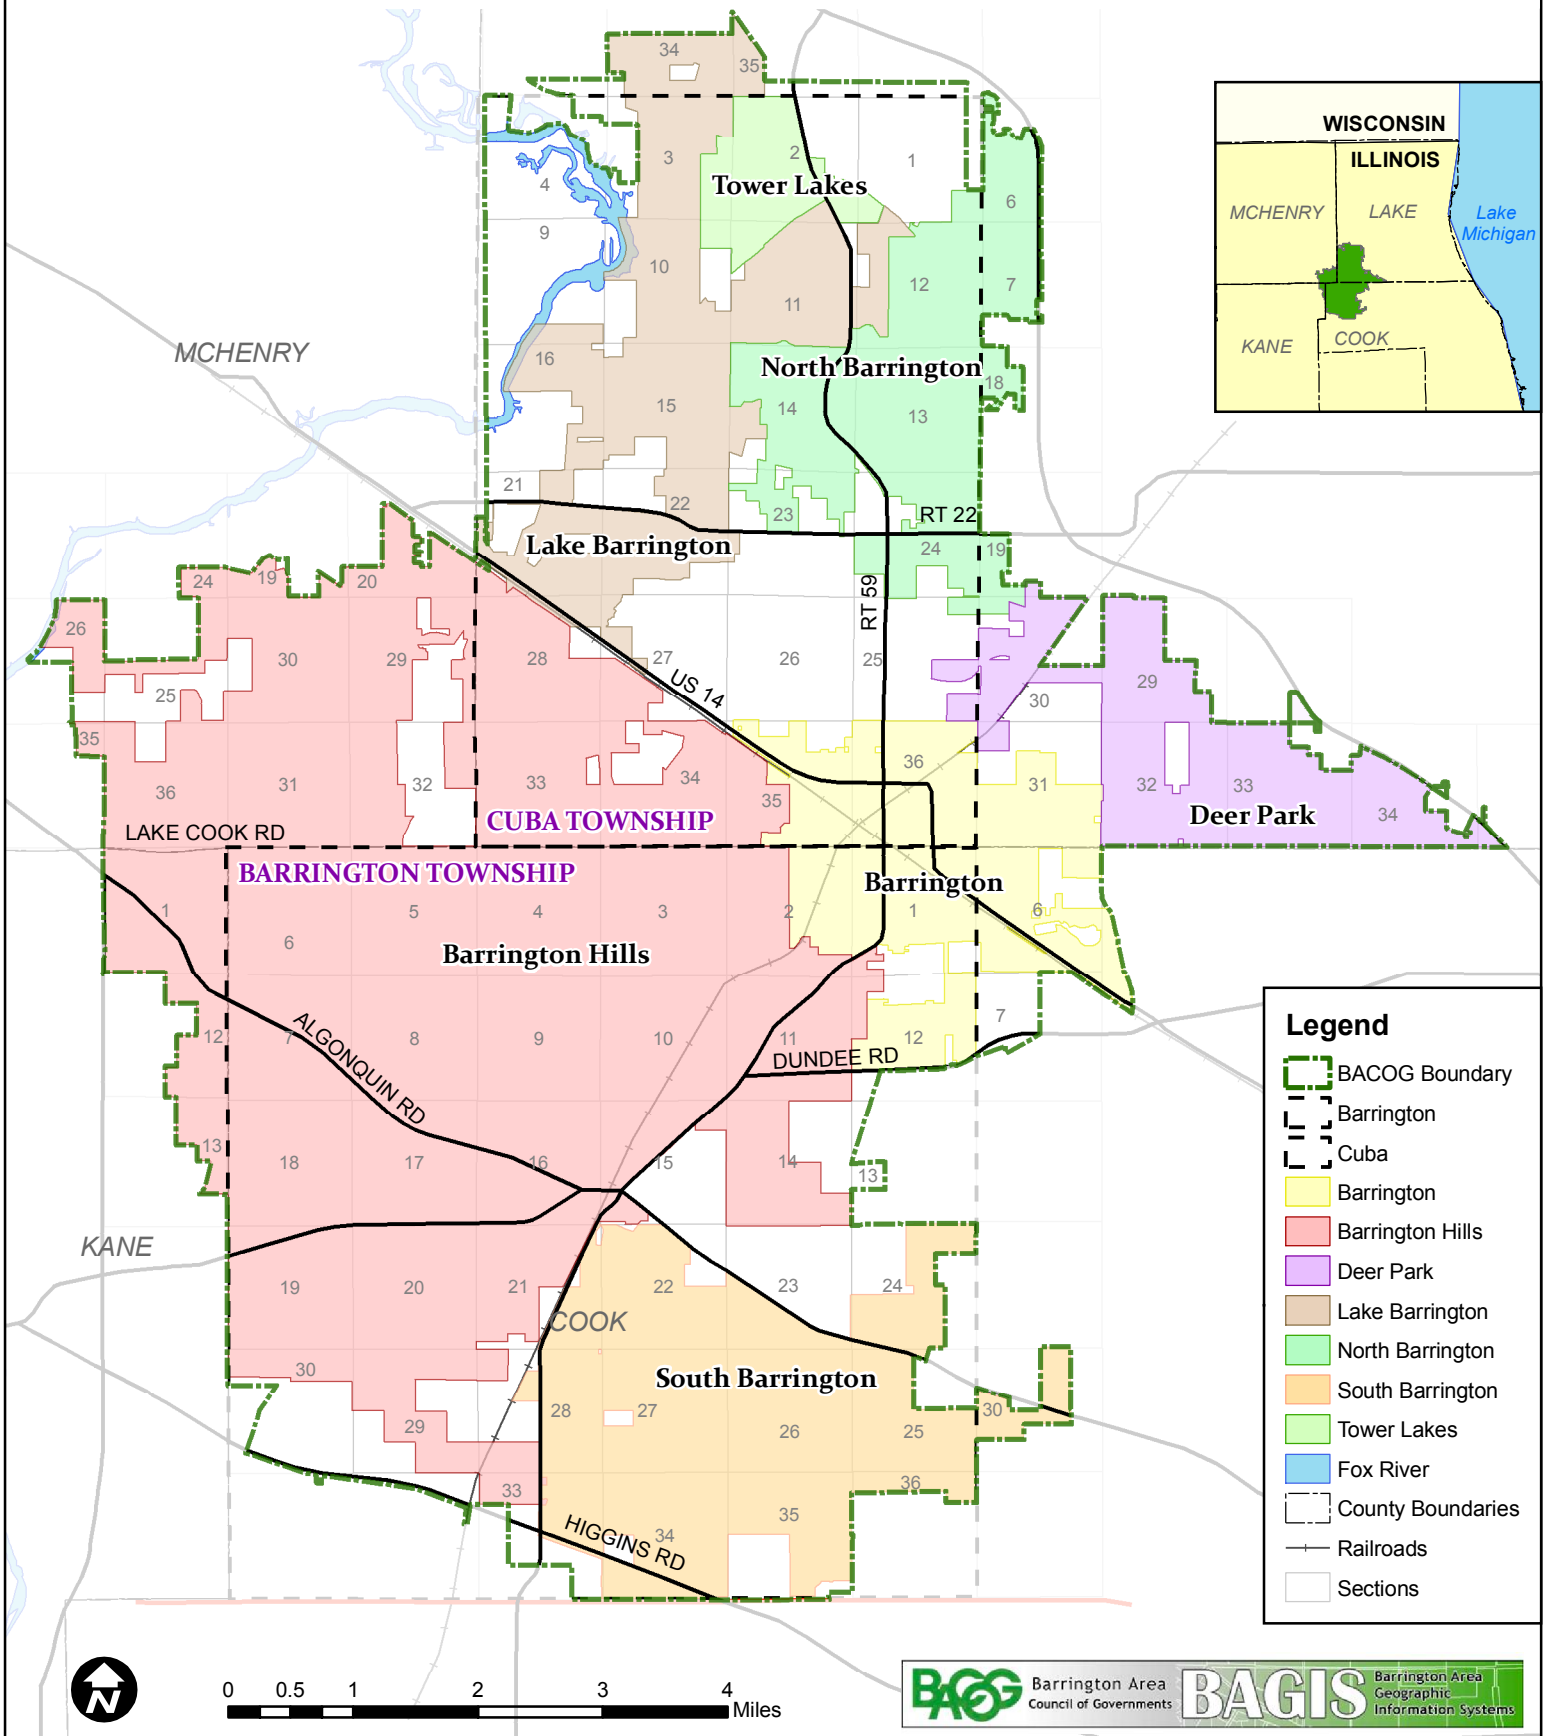 34
35
WISCONSIN
ILLINOIS
MCHENRY
LAKE
Lake
Michigan
KANE
COOK
3
2
1
4
Tower Lakes
6
9
10
12
7
11
MCHENRY
16
North Barrington
18
15
14
13
21
22
23
RT 22
Lake Barrington
24
19
24
19
20
RT 59
26
30
29
28
27
26
25
29
25
US 14
30
35
36
31
32
33
34
35
36
31
32
33
34
Deer Park
LAKE COOK RD
CUBA TOWNSHIP
BARRINGTON TOWNSHIP
Barrington
1
5
4
3
2
1
6
6
Barrington Hills
12
7
8
9
10
11
12
7
ALGONQUIN RD
DUNDEE RD
13
18
17
16
15
14
13
KANE
19
20
21
22
23
24
COOK
30
South Barrington
29
28
27
26
25
30
33
36
34
35
HIGGINS RD
Legend
BACOG Boundary
Barrington
Cuba
Barrington
Barrington Hills
Deer Park
Lake Barrington
North Barrington
South Barrington
Tower Lakes
Fox River
County Boundaries
Railroads
Sections
N
0 0.5 1 2 3 4
Miles
BACOG
Barrington Area
Council of Governments
BAGIS
Barrington Area
Geographic
Information Systems